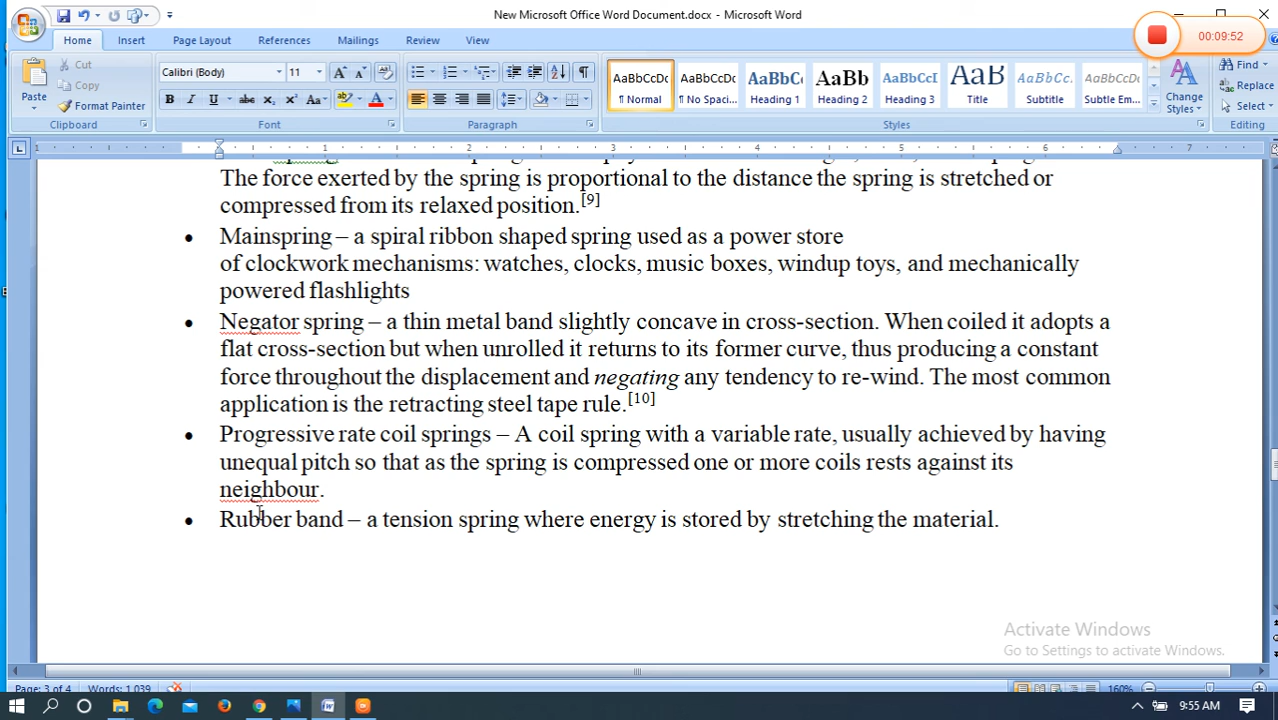 New Microsoft Office Word Document.docx - Microsoft Word
00:09:52
Home Insert Page Layout References Mailings Review View
Paste
Cut
Copy
Format Painter
Clipboard
Calibri (Body) 11
Font
Paragraph
AaBbCcDc AaBbCcDc AaBbC AaBb AaBbCcI AaB AaBbCc. AaBbCcDc
¶ Normal ¶ No Spaci... Heading 1 Heading 2 Heading 3 Title Subtitle Subtle Em...
Styles
Change
Styles
Find
Replace
Select
Editing
The force exerted by the spring is proportional to the distance the spring is stretched or
compressed from its relaxed position.[9]
• Mainspring – a spiral ribbon shaped spring used as a power store
of clockwork mechanisms: watches, clocks, music boxes, windup toys, and mechanically
powered flashlights
• Negator spring – a thin metal band slightly concave in cross-section. When coiled it adopts a
flat cross-section but when unrolled it returns to its former curve, thus producing a constant
force throughout the displacement and negating any tendency to re-wind. The most common
application is the retracting steel tape rule.[10]
• Progressive rate coil springs – A coil spring with a variable rate, usually achieved by having
unequal pitch so that as the spring is compressed one or more coils rests against its
neighbour.
• Rubber band – a tension spring where energy is stored by stretching the material.
Activate Windows
Go to Settings to activate Windows.
Page: 3 of 4 Words: 1,039
160%
9:55 AM